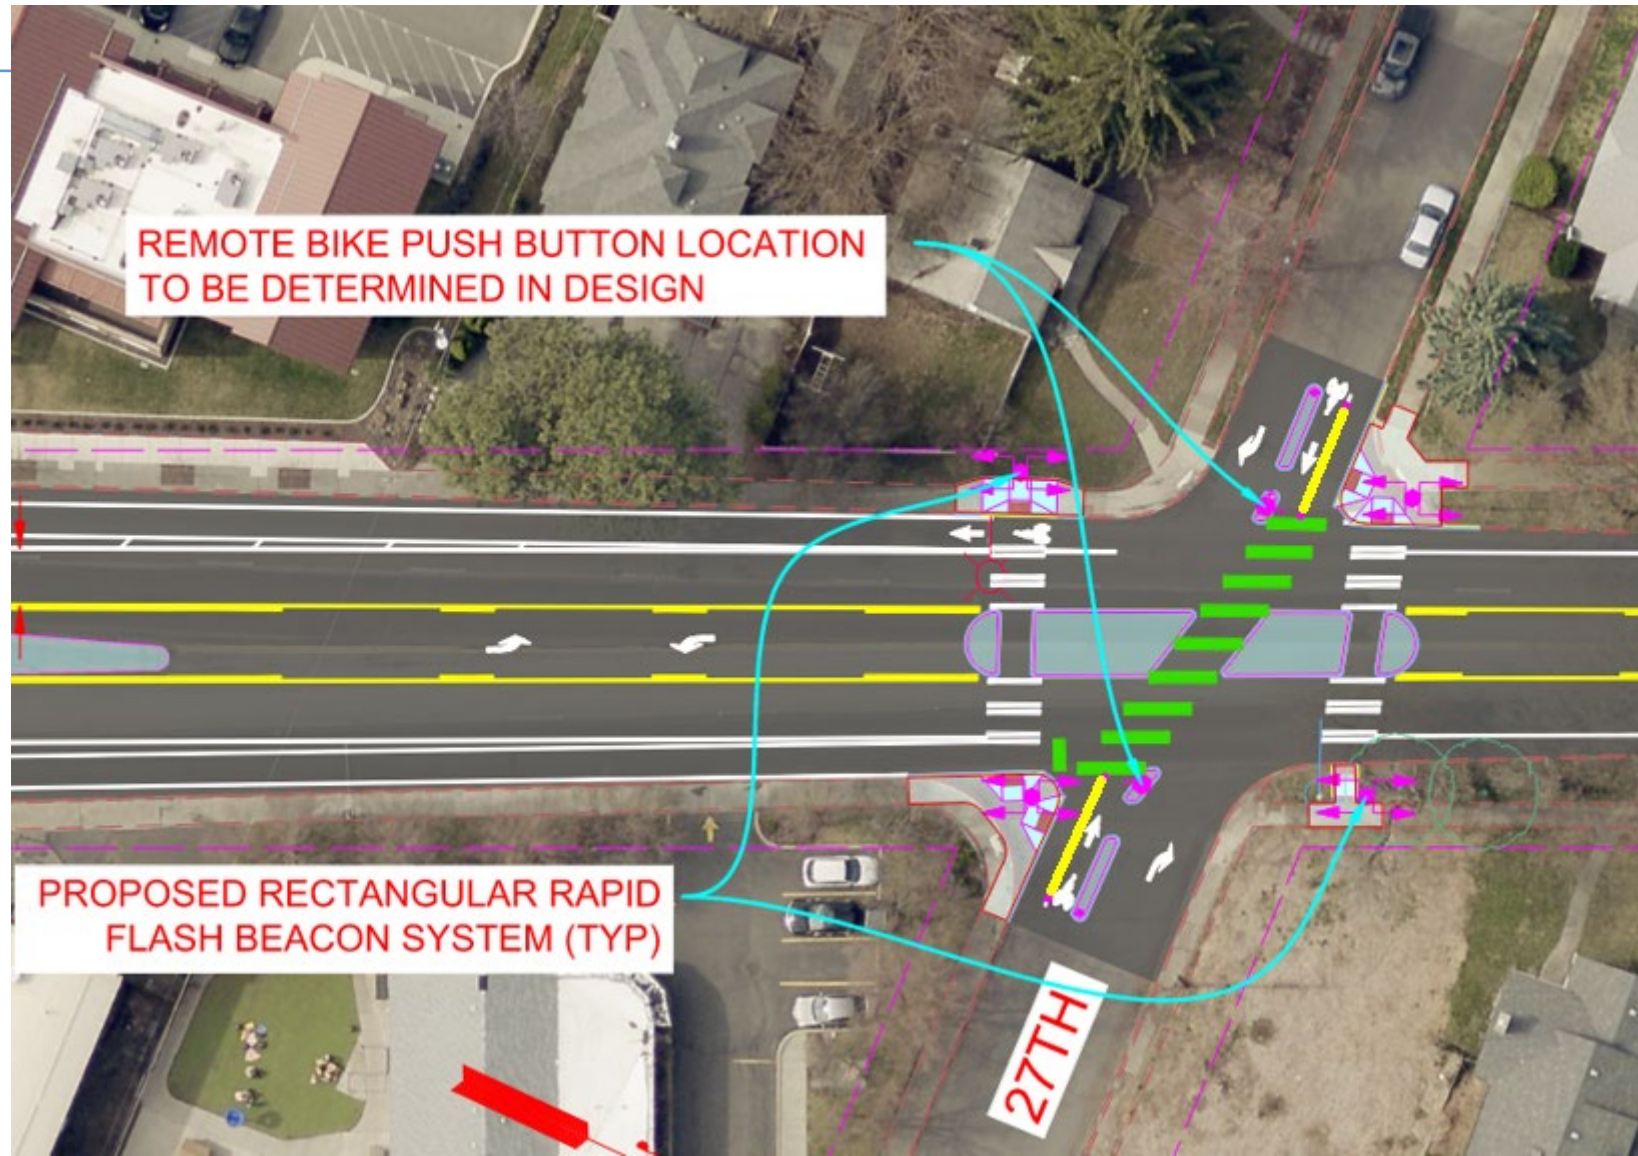 REMOTE BIKE PUSH BUTTON LOCATION
TO BE DETERMINED IN DESIGN
PROPOSED RECTANGULAR RAPID
FLASH BEACON SYSTEM (TYP)
27TH